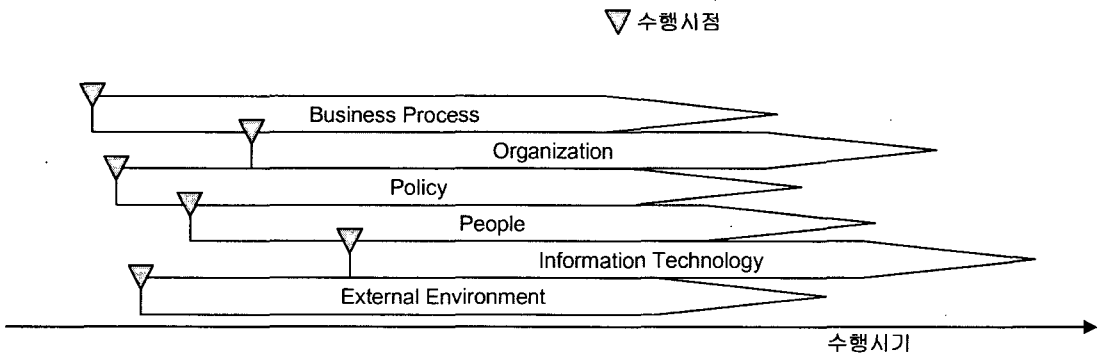 수행시점
Business Process
Organization
Policy
People
Information Technology
External Environment
수행시기